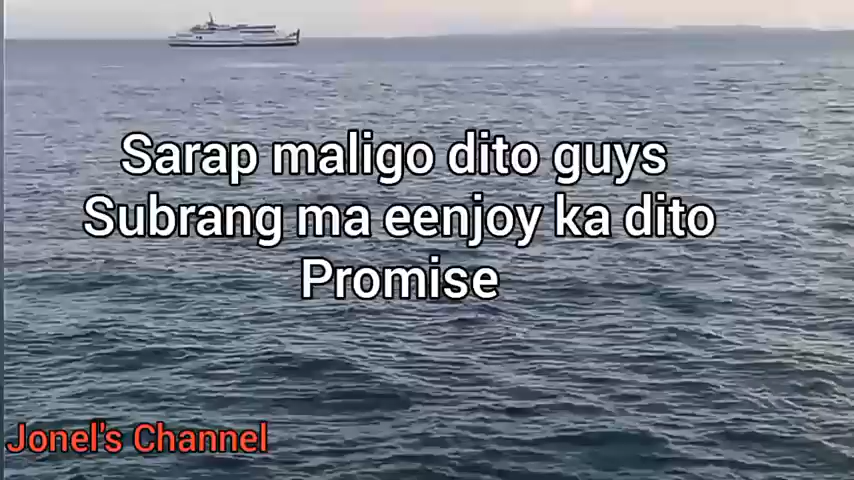 Sarap maligo dito guys
Subrang ma eenjoy ka dito
Promise
Jonel's Channel